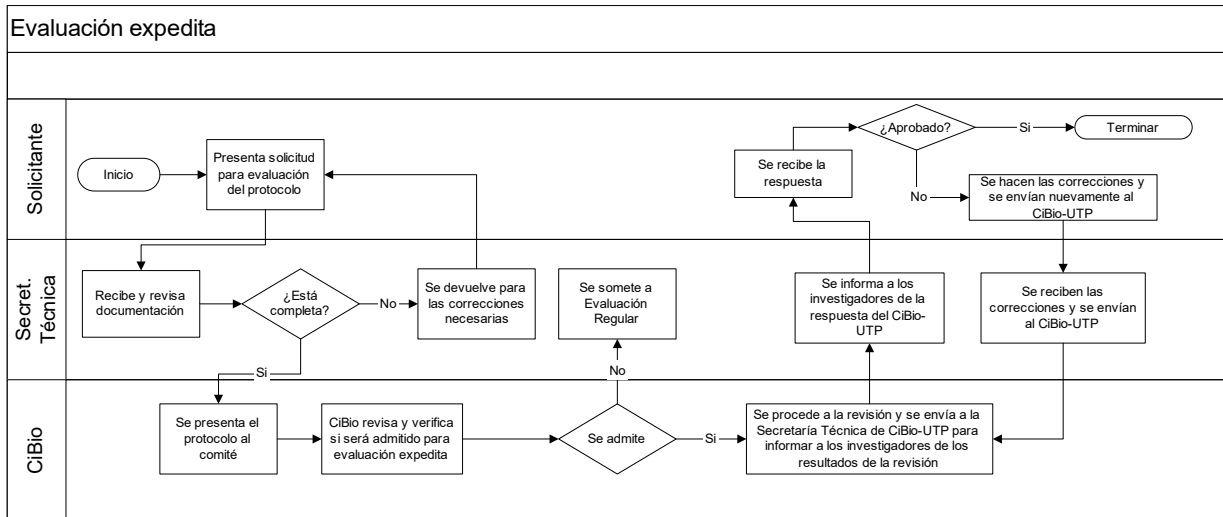 Evaluación expedita
Solicitante
Inicio
Presenta solicitud
para evaluación
del protocolo
Se recibe la
respuesta
¿Aprobado?
Si
Terminar
No
Se hacen las correcciones y
se envían nuevamente al
CiBio-UTP
Secret.
Técnica
Recibe y revisa
documentación
¿Está
completa?
No
Se devuelve para
las correcciones
necesarias
Se somete a
Evaluación
Regular
Se informa a los
investigadores de la
respuesta del CiBio-
UTP
Se reciben las
correcciones y se envían
al CiBio-UTP
Si
No
CiBio
Se presenta el
protocolo al
comité
CiBio revisa y verifica
si será admitido para
evaluación expedita
Se admite
Si
Se procede a la revisión y se envía a la
Secretaría Técnica de CiBio-UTP para
informar a los investigadores de los
resultados de la revisión